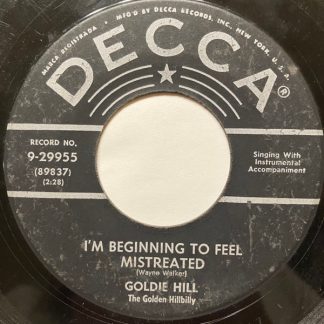 MARCA REGISTRADA • MFG'D BY DECCA RECORDS, INC., NEW YORK, U. S. A.
DECCA®
RECORD NO.
9-29955
(89837)
(2:28)
Singing With
Instrumental
Accompaniment
I'M BEGINNING TO FEEL
MISTREATED
(Wayne Walker)
GOLDIE HILL
The Golden Hillbilly